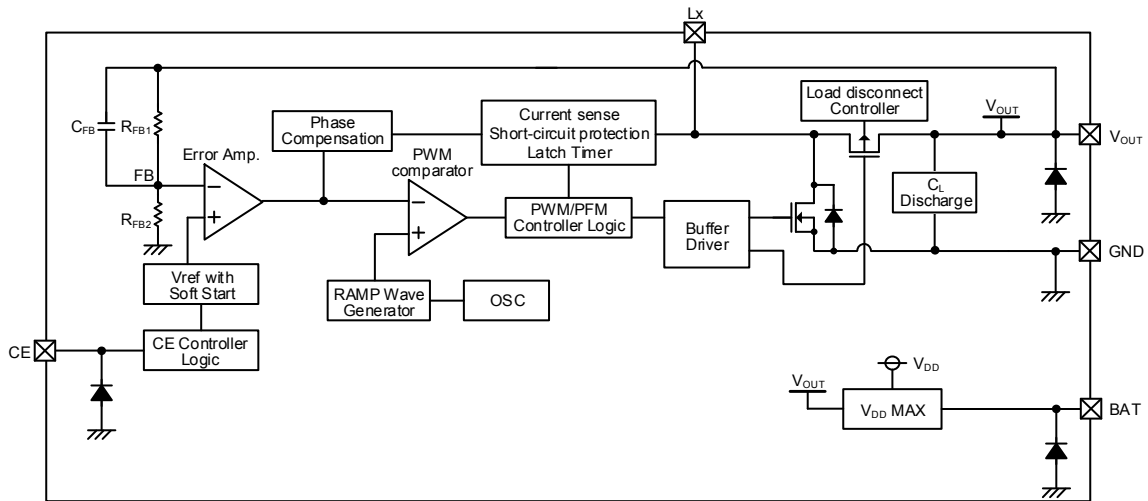 Lx
Load disconnect
Controller
VOUT
VOUT
CFB
RFB1
Phase
Compensation
Current sense
Short-circuit protection
Latch Timer
Error Amp.
PWM
comparator
FB
RFB2
CL
Discharge
PWM/PFM
Controller Logic
Buffer
Driver
GND
Vref with
Soft Start
RAMP Wave
Generator
OSC
CE
CE Controller
Logic
VDD
VOUT
VDD MAX
BAT